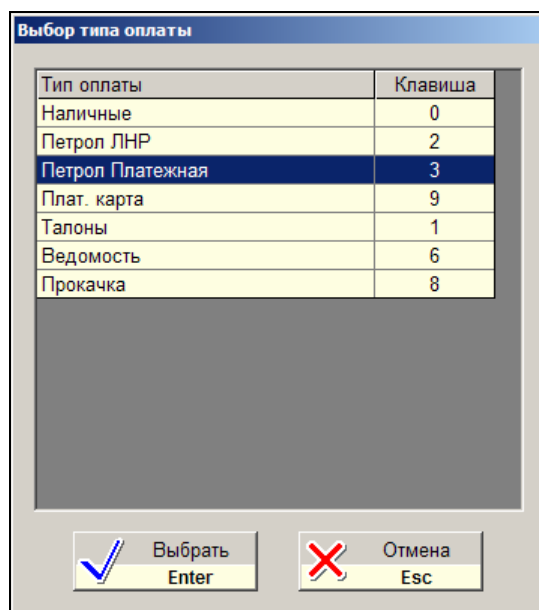 Выбор типа оплаты
Тип оплаты Клавиша
Наличные 0
Петрол ЛНР 2
Петрол Платежная 3
Плат. карта 9
Талоны 1
Ведомость 6
Прокачка 8
Выбрать Отмена
Enter Esc